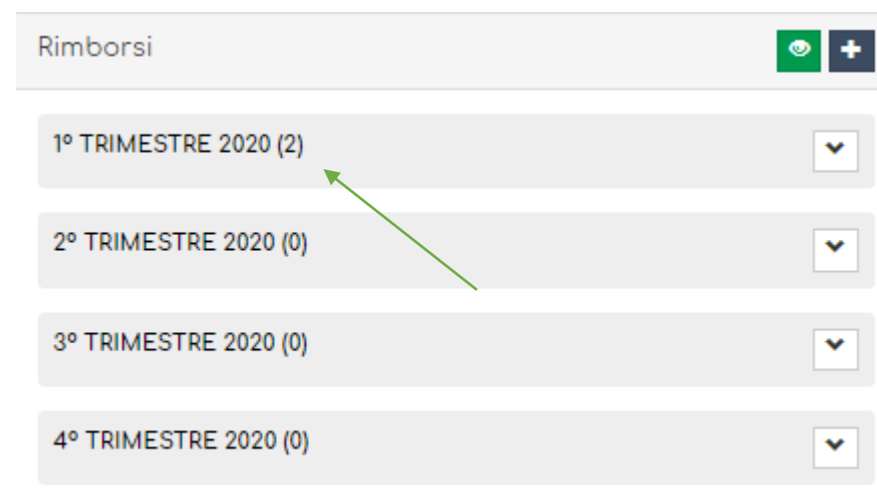 Rimborsi
1º TRIMESTRE 2020 (2)
2º TRIMESTRE 2020 (0)
3º TRIMESTRE 2020 (0)
4º TRIMESTRE 2020 (0)